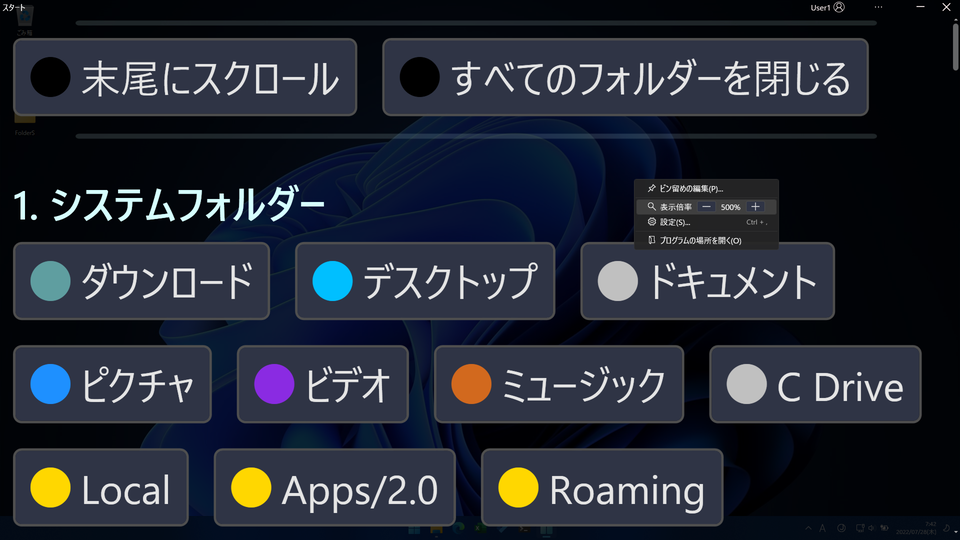 スタート
User1
ごみ箱
末尾にスクロール
すべてのフォルダーを閉じる
Folder0
1. システムフォルダー
ピン留めの編集(P)...
表示倍率 500%
設定(S)... Ctrl + ,
プログラムの場所を開く(O)
ダウンロード
デスクトップ
ドキュメント
ピクチャ
ビデオ
ミュージック
C Drive
Local
Apps/2.0
Roaming